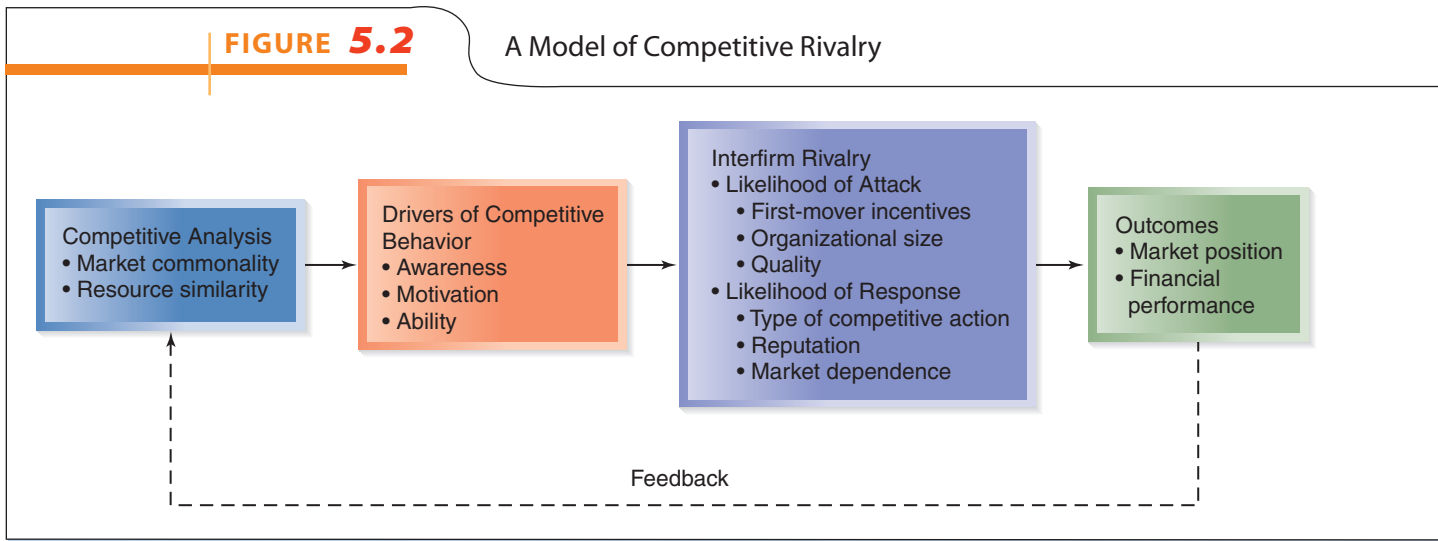 FIGURE 5.2
A Model of Competitive Rivalry
Competitive Analysis
• Market commonality
• Resource similarity
Drivers of Competitive
Behavior
• Awareness
• Motivation
• Ability
Interfirm Rivalry
• Likelihood of Attack
• First-mover incentives
• Organizational size
• Quality
• Likelihood of Response
• Type of competitive action
• Reputation
• Market dependence
Outcomes
• Market position
• Financial
performance
Feedback